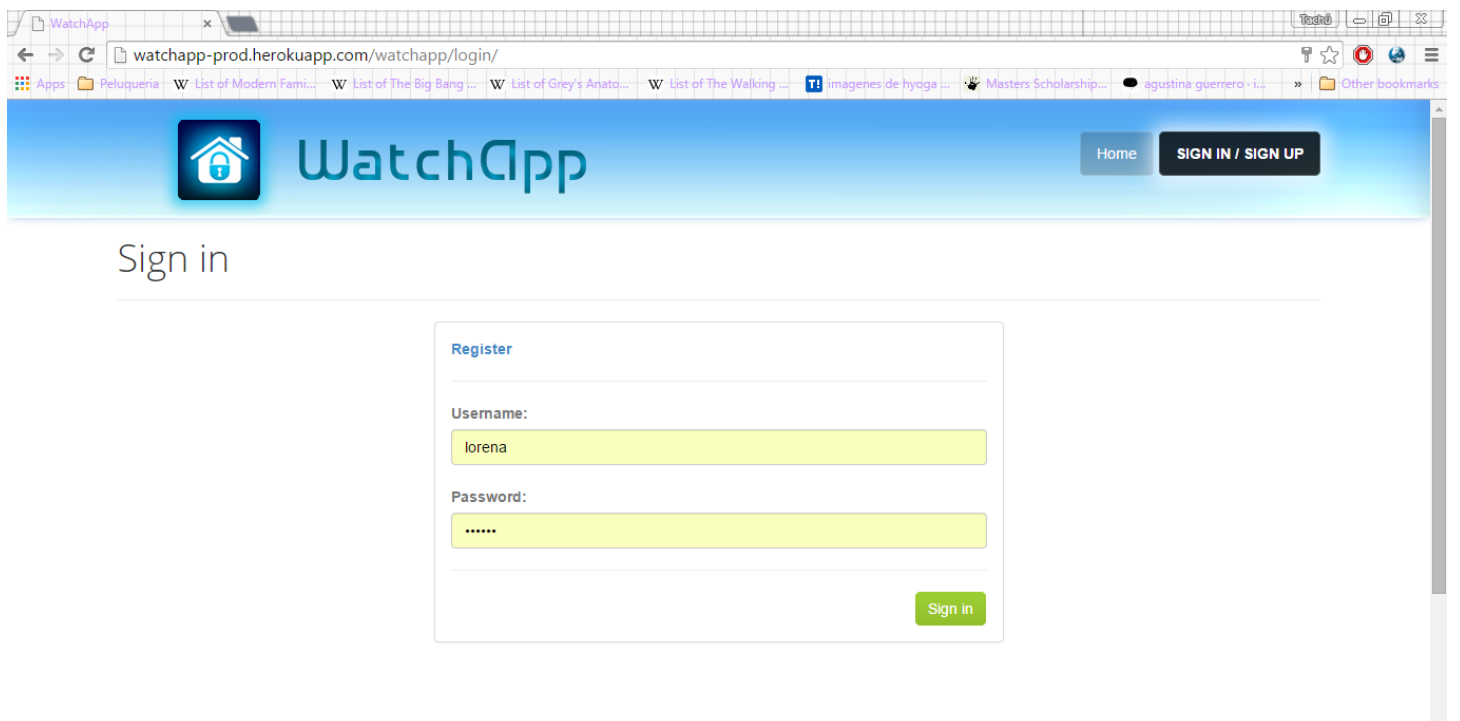 WatchApp
Tachú
watchapp-prod.herokuapp.com/watchapp/login/
Apps Peluqueria W List of Modern Fami... W List of The Big Bang ... W List of Grey's Anato... W List of The Walking ... T! imagenes de hyoga ... Masters Scholarship... agustina guerrero · i... » Other bookmarks
WatchApp
Home SIGN IN / SIGN UP
Sign in
Register
Username:
lorena
Password:
••••••
Sign in